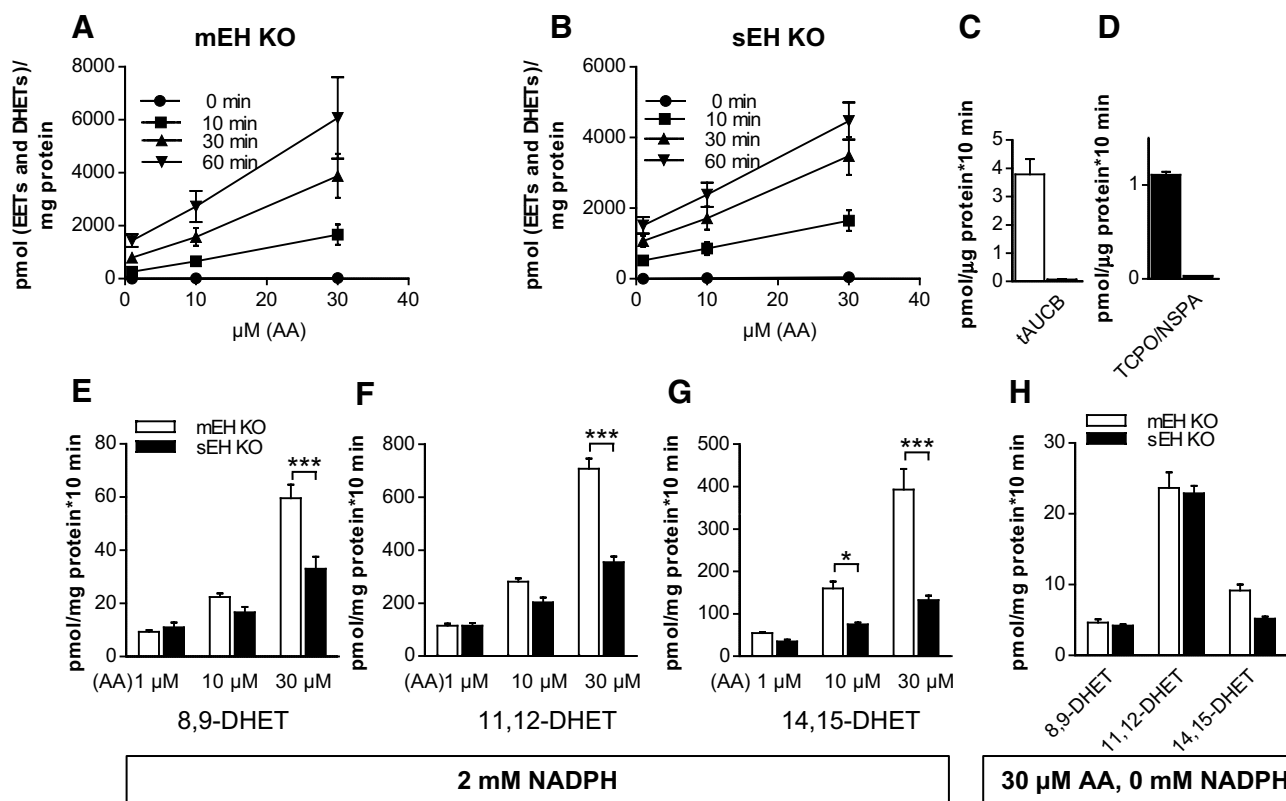 A
mEH KO
pmol (EETs and DHETs)/
mg protein
8000
6000
4000
2000
0
0 min
10 min
30 min
60 min
0 10 20 30 40
µM (AA)
B
sEH KO
pmol (EETs and DHETs)/
mg protein
6000
4000
2000
0
0 min
10 min
30 min
60 min
0 10 20 30 40
µM (AA)
C
pmol/µg protein*10 min
5
4
3
2
1
0
tAUCB
D
pmol/µg protein*10 min
1
0
TCPO/NSPA
E
mEH KO
sEH KO
pmol/mg protein*10 min
80
60
40
20
0
***
(AA) 1 µM 10 µM 30 µM
8,9-DHET
F
pmol/mg protein*10 min
800
600
400
200
0
***
(AA) 1 µM 10 µM 30 µM
11,12-DHET
G
pmol/mg protein*10 min
500
400
300
200
100
0
*
***
(AA) 1 µM 10 µM 30 µM
14,15-DHET
H
mEH KO
sEH KO
pmol/mg protein*10 min
30
20
10
0
8,9-DHET
11,12-DHET
14,15-DHET
2 mM NADPH
30 µM AA, 0 mM NADPH